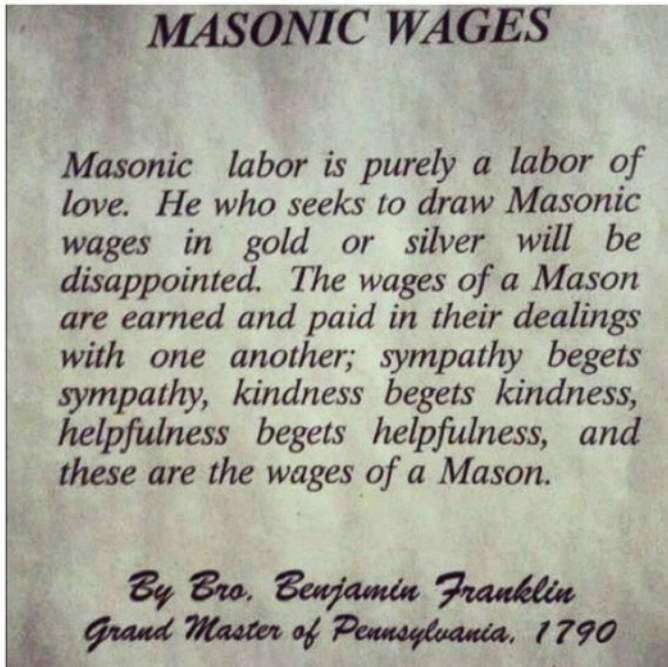 MASONIC WAGES
Masonic labor is purely a labor of
love. He who seeks to draw Masonic
wages in gold or silver will be
disappointed. The wages of a Mason
are earned and paid in their dealings
with one another; sympathy begets
sympathy, kindness begets kindness,
helpfulness begets helpfulness, and
these are the wages of a Mason.
By Bro. Benjamin Franklin
Grand Master of Pennsylvania, 1790